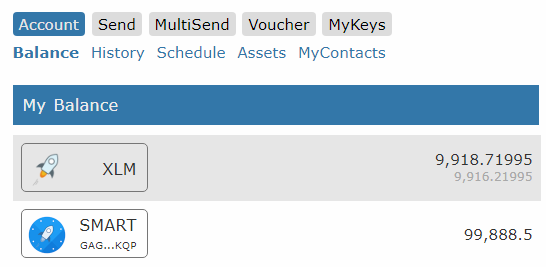 Account Send MultiSend Voucher MyKeys
Balance History Schedule Assets MyContacts
My Balance
XLM 9,918.71995
9,916.21995
SMART
GAG...KQP 99,888.5